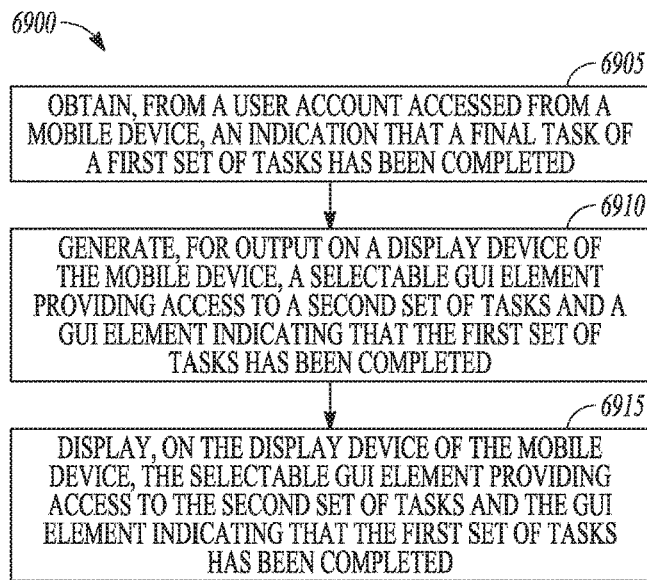 6900
6905
OBTAIN, FROM A USER ACCOUNT ACCESSED FROM A
MOBILE DEVICE, AN INDICATION THAT A FINAL TASK OF
A FIRST SET OF TASKS HAS BEEN COMPLETED
6910
GENERATE, FOR OUTPUT ON A DISPLAY DEVICE OF
THE MOBILE DEVICE, A SELECTABLE GUI ELEMENT
PROVIDING ACCESS TO A SECOND SET OF TASKS AND A
GUI ELEMENT INDICATING THAT THE FIRST SET OF
TASKS HAS BEEN COMPLETED
6915
DISPLAY, ON THE DISPLAY DEVICE OF THE MOBILE
DEVICE, THE SELECTABLE GUI ELEMENT PROVIDING
ACCESS TO THE SECOND SET OF TASKS AND THE GUI
ELEMENT INDICATING THAT THE FIRST SET OF TASKS
HAS BEEN COMPLETED